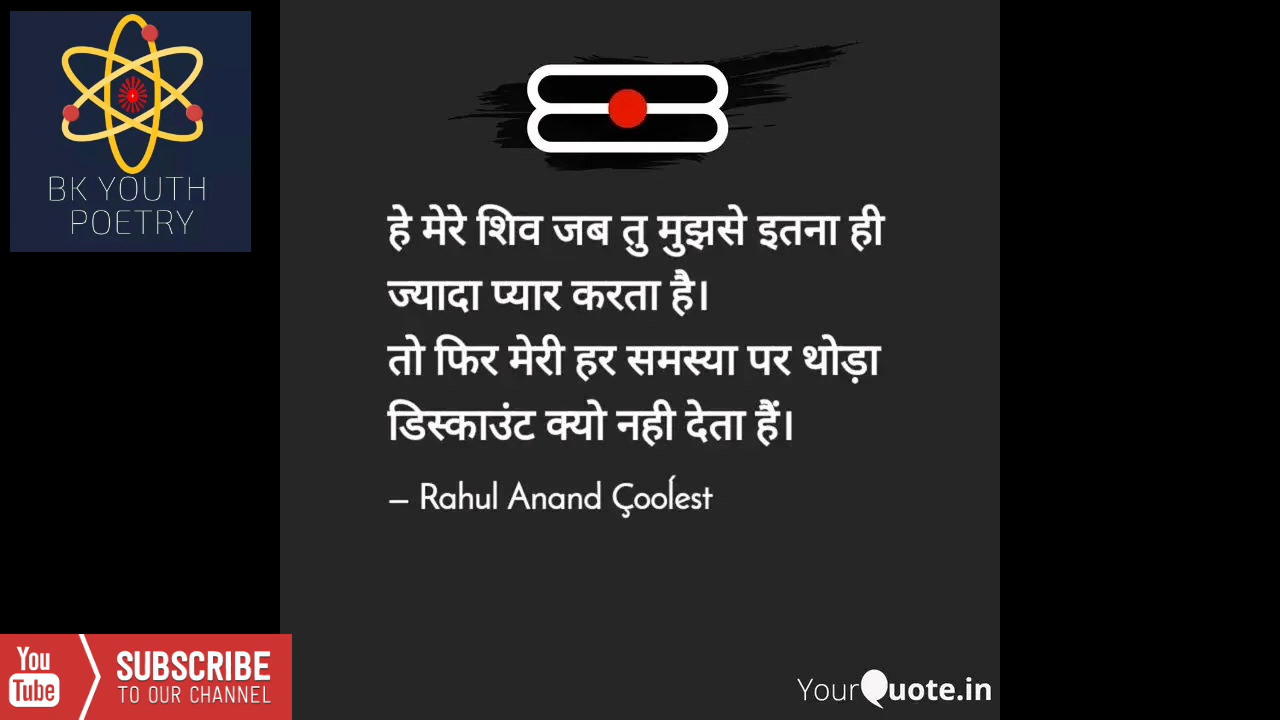 BK YOUTH
POETRY
हे मेरे शिव जब तु मुझसे इतना ही
ज्यादा प्यार करता है।
तो फिर मेरी हर समस्या पर थोड़ा
डिस्काउंट क्यो नही देता हैं।
– Rahul Anand Çooĺest
You
Tube
SUBSCRIBE
TO OUR CHANNEL
YourQuote.in